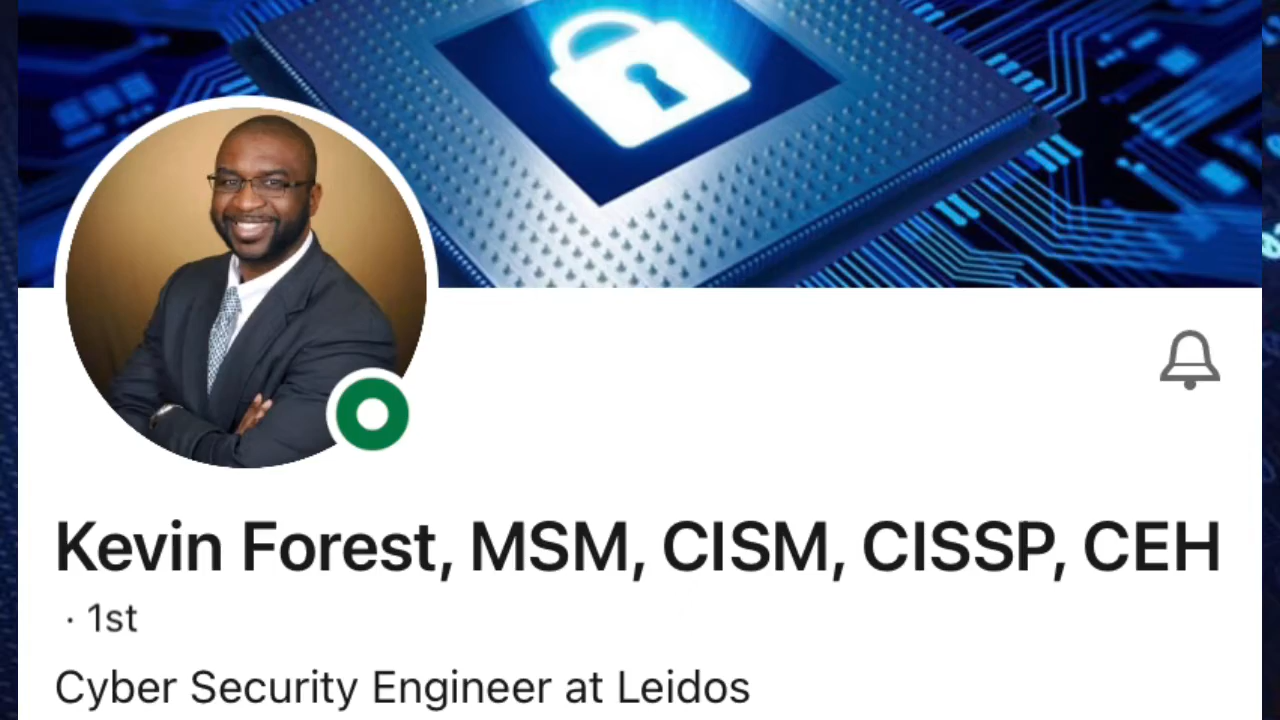 Kevin Forest, MSM, CISM, CISSP, CEH
· 1st
Cyber Security Engineer at Leidos